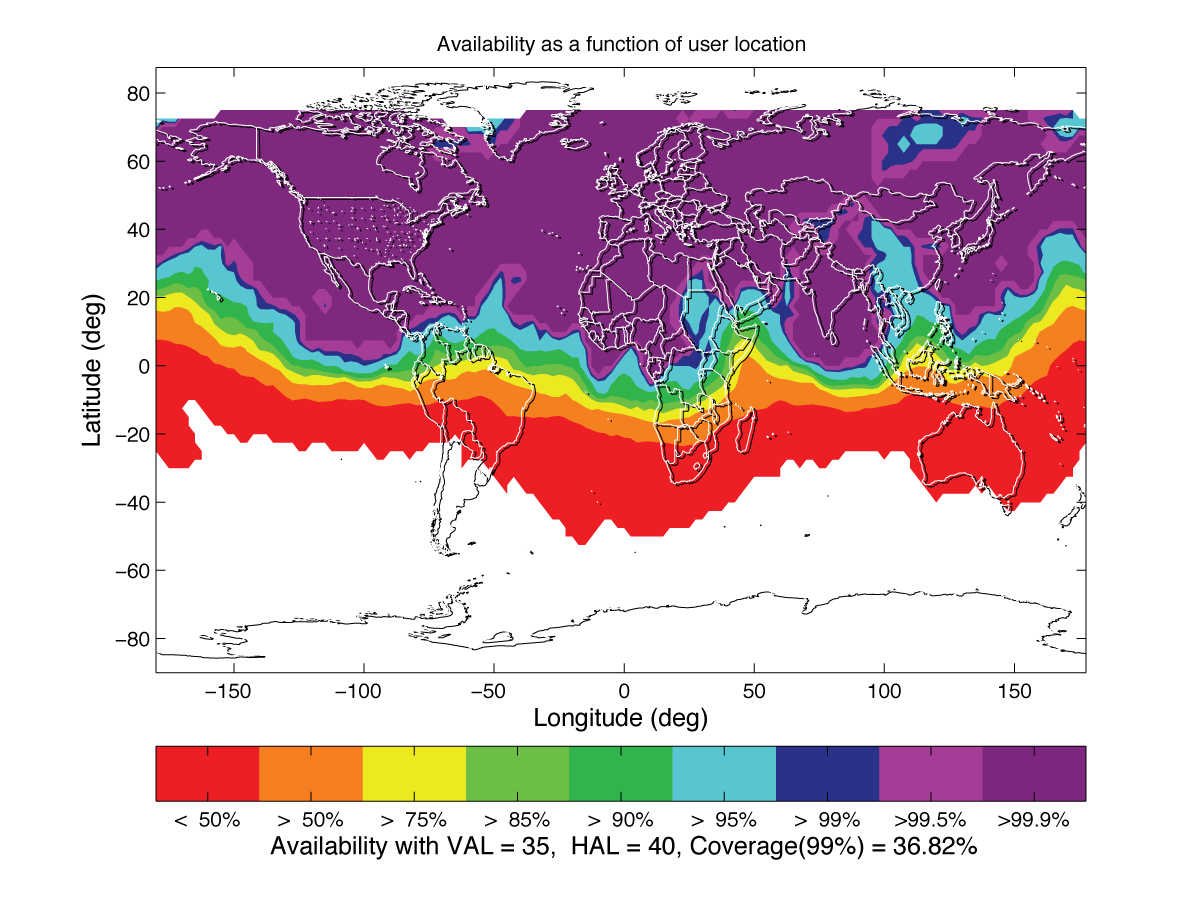 Availability as a function of user location
80
60
40
20
0
−20
−40
−60
−80
Latitude (deg)
−150 −100 −50 0 50 100 150
Longitude (deg)
< 50% > 50% > 75% > 85% > 90% > 95% > 99% >99.5% >99.9%
Availability with VAL = 35, HAL = 40, Coverage(99%) = 36.82%